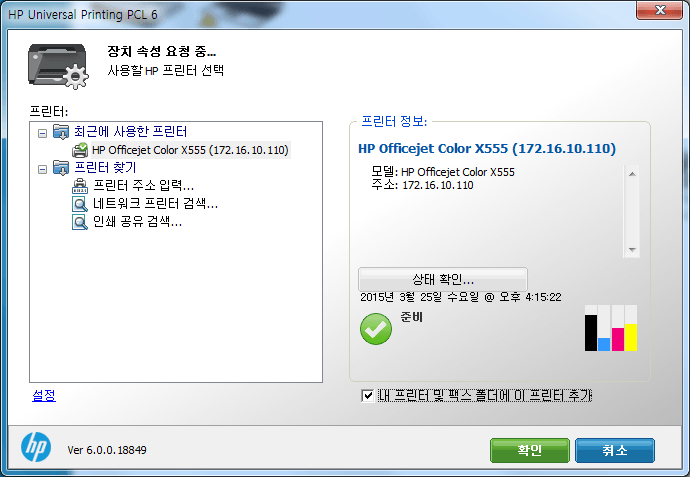 HP Universal Printing PCL 6
장치 속성 요청 중...
사용할 HP 프린터 선택
프린터:
최근에 사용한 프린터
HP Officejet Color X555 (172.16.10.110)
프린터 찾기
프린터 주소 입력...
네트워크 프린터 검색...
인쇄 공유 검색...
설정
프린터 정보:
HP Officejet Color X555 (172.16.10.110)
모델: HP Officejet Color X555
주소: 172.16.10.110
상태 확인...
2015년 3월 25일 수요일 @ 오후 4:15:22
준비
내 프린터 및 팩스 폴더에 이 프린터 추가
hp
Ver 6.0.0.18849
확인
취소